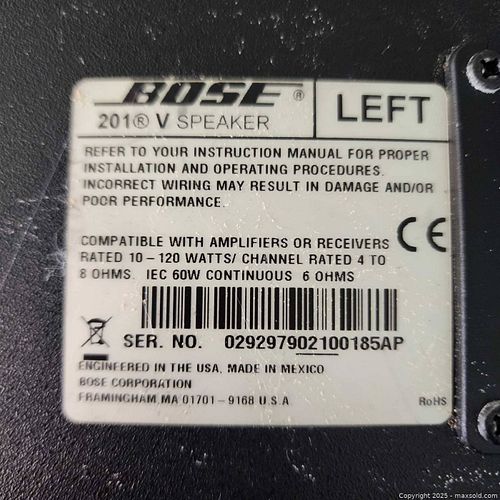 BOSE ®
201® V SPEAKER
LEFT
REFER TO YOUR INSTRUCTION MANUAL FOR PROPER
INSTALLATION AND OPERATING PROCEDURES.
INCORRECT WIRING MAY RESULT IN DAMAGE AND/OR
POOR PERFORMANCE.
COMPATIBLE WITH AMPLIFIERS OR RECEIVERS
RATED 10 – 120 WATTS/ CHANNEL RATED 4 TO
8 OHMS. IEC 60W CONTINUOUS 6 OHMS
CE
SER. NO. 029297902100185AP
ENGINEERED IN THE USA, MADE IN MEXICO
BOSE CORPORATION
FRAMINGHAM, MA 01701 – 9168 U.S.A
RoHS
Copyright 2025 - maxsold.com